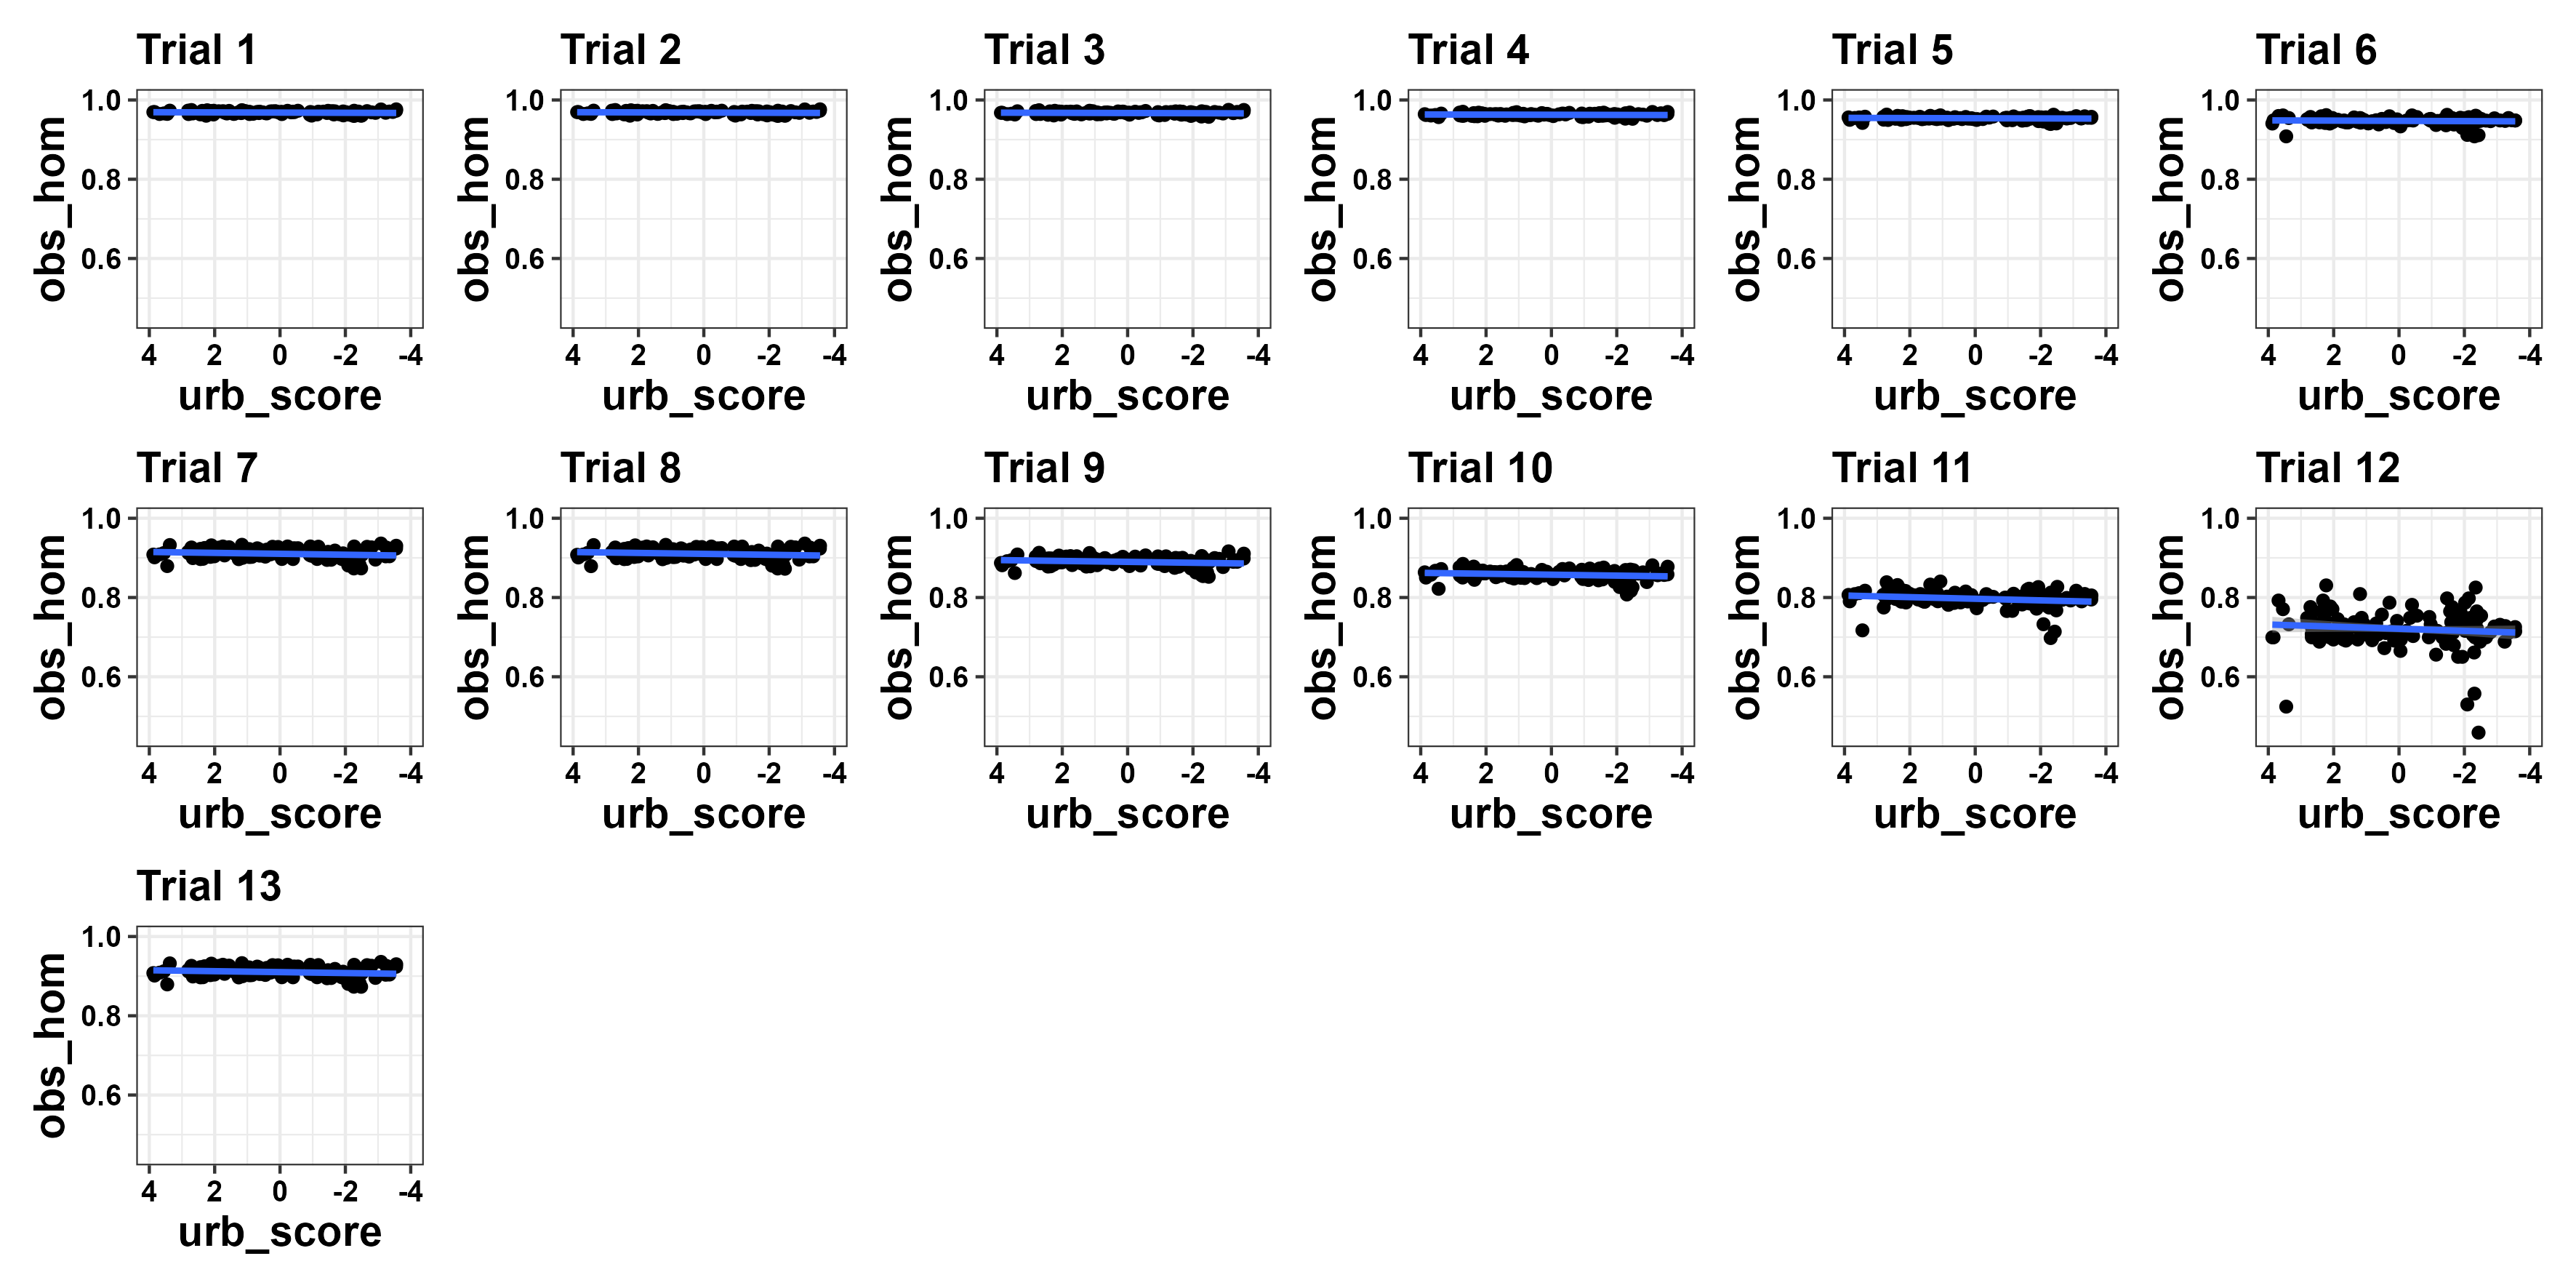 Trial 1 Trial 2 Trial 3 Trial 4 Trial 5 Trial 6
1.0 1.0 1.0 1.0 1.0 1.0
obs_hom obs_hom obs_hom obs_hom obs_hom obs_hom
0.8 0.8 0.8 0.8 0.8 0.8
0.6 0.6 0.6 0.6 0.6 0.6
4 2 0 -2 -4 4 2 0 -2 -4 4 2 0 -2 -4 4 2 0 -2 -4 4 2 0 -2 -4 4 2 0 -2 -4
urb_score urb_score urb_score urb_score urb_score urb_score
Trial 7 Trial 8 Trial 9 Trial 10 Trial 11 Trial 12
1.0 1.0 1.0 1.0 1.0 1.0
obs_hom obs_hom obs_hom obs_hom obs_hom obs_hom
0.8 0.8 0.8 0.8 0.8 0.8
0.6 0.6 0.6 0.6 0.6 0.6
4 2 0 -2 -4 4 2 0 -2 -4 4 2 0 -2 -4 4 2 0 -2 -4 4 2 0 -2 -4 4 2 0 -2 -4
urb_score urb_score urb_score urb_score urb_score urb_score
Trial 13
1.0
obs_hom
0.8
0.6
4 2 0 -2 -4
urb_score